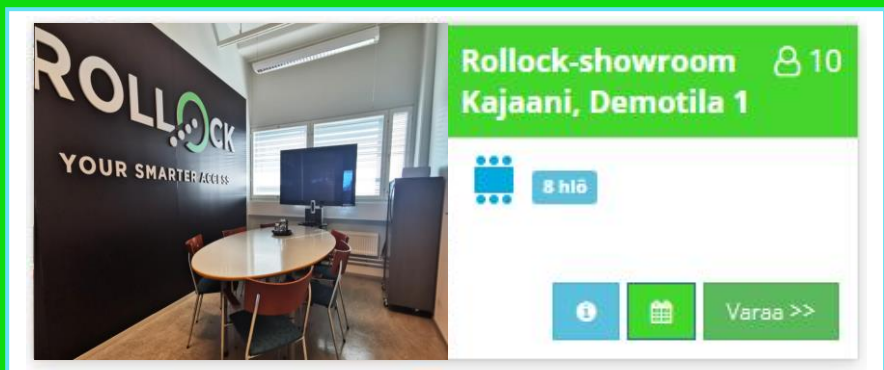 ROLLOCK
YOUR SMARTER ACCESS
Rollock-showroom 10
Kajaani, Demotila 1
8 hlö
Varaa >>